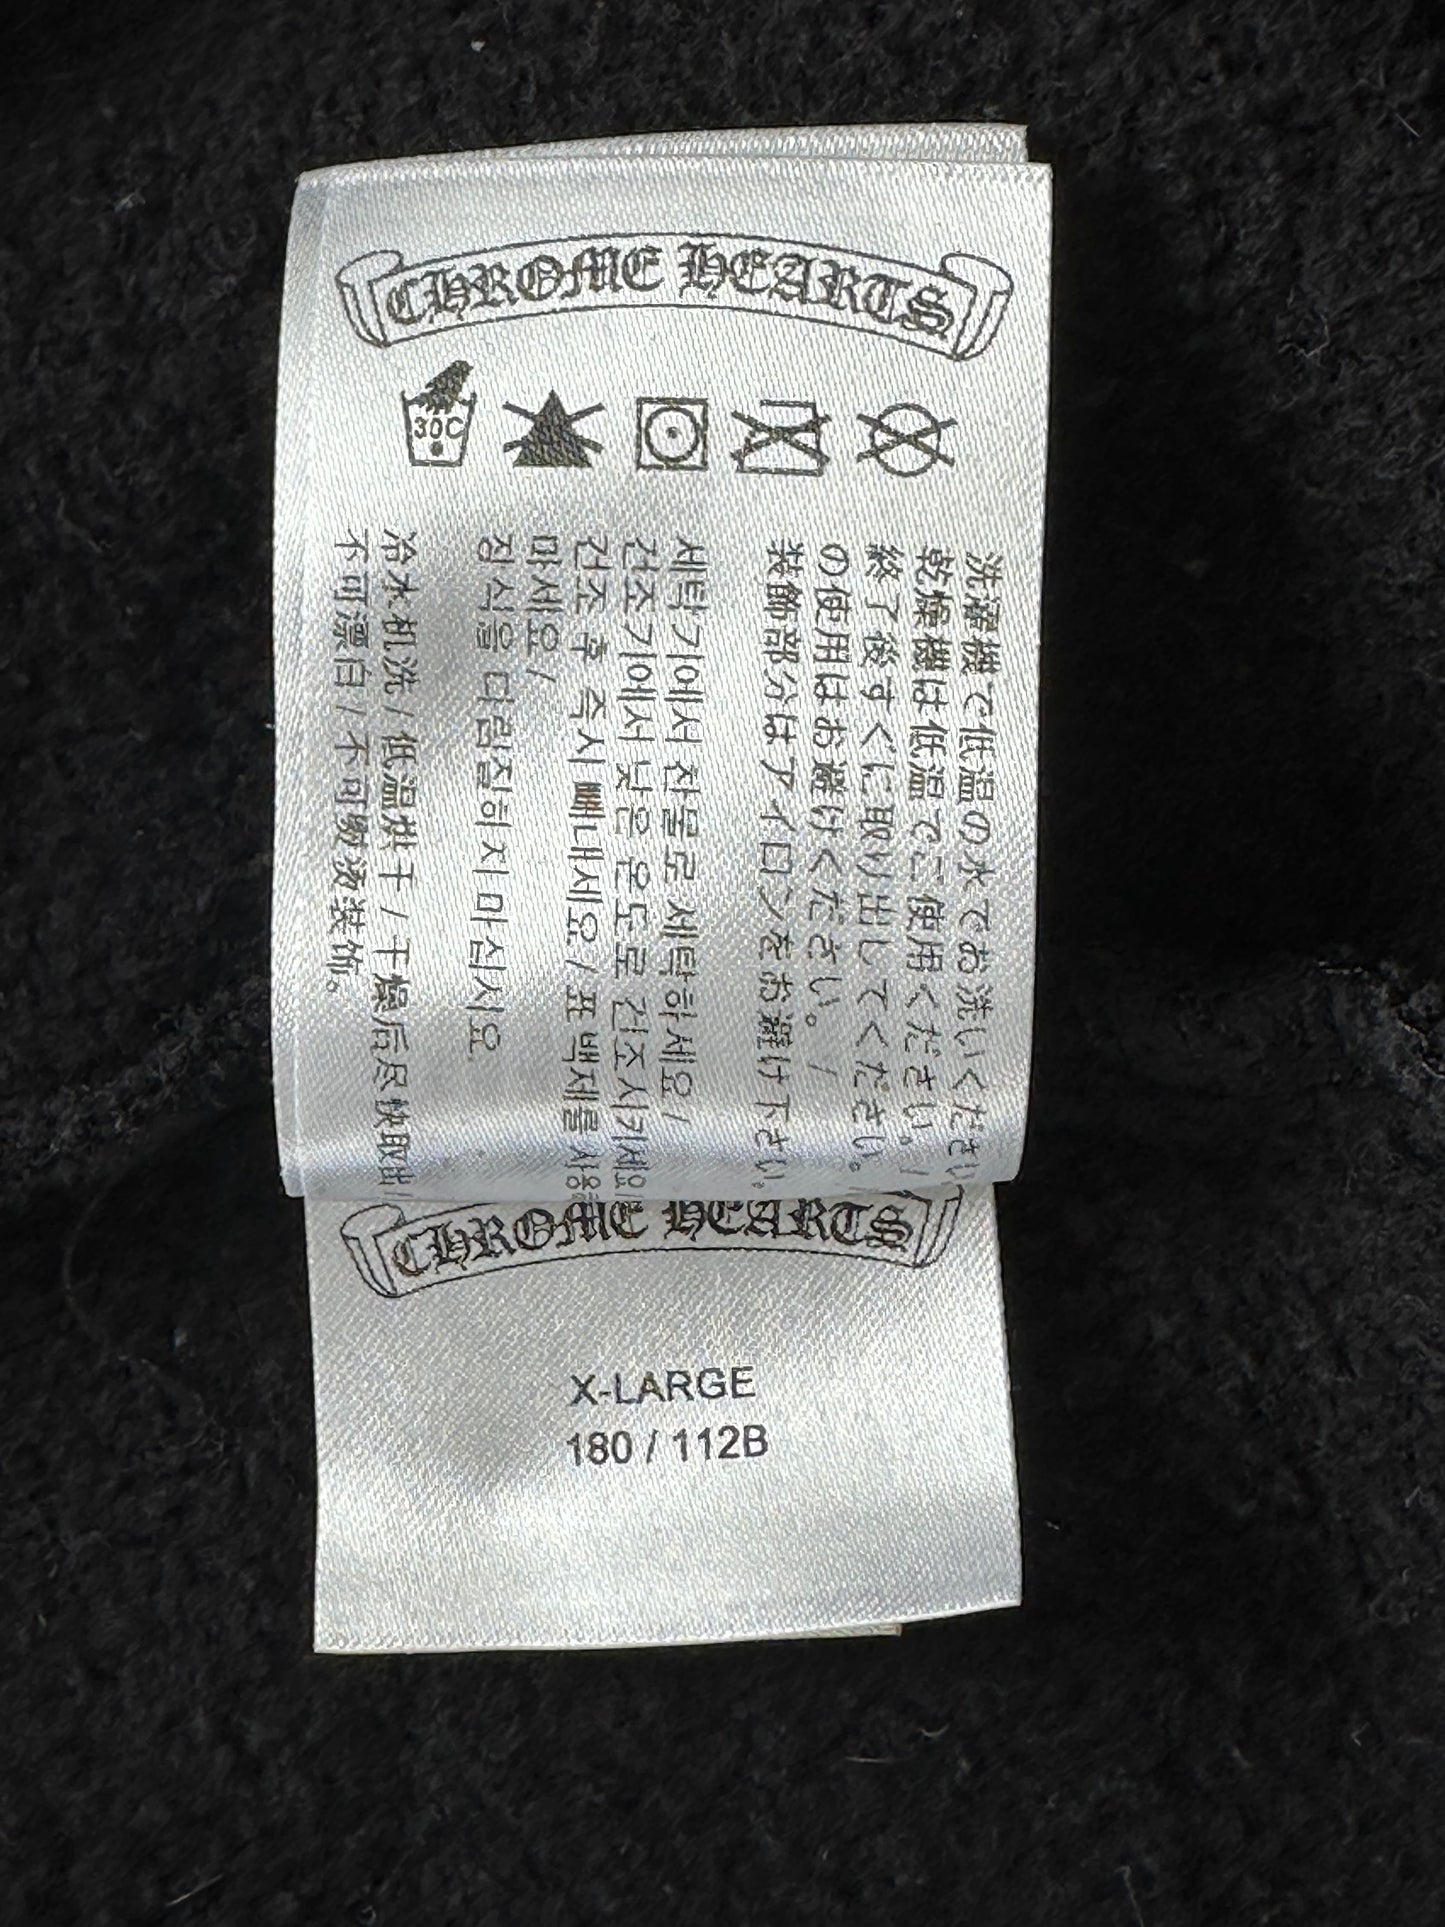 CHROME HEARTS
30C
洗濯機で低温の水でお洗いください
乾燥機は低温でご使用ください。/
終了後すぐに取り出してください。/
の使用はお避けください。 /
装飾部分はアイロンをお避け下さい。
세탁기에서 찬물로 세탁하세요 /
건조기에서 낮은 온도로 건조시키세요 /
건조 후 즉시 빼내세요 / 표백제를 사용
마세요 /
장식을 다림질하지 마십시요
冷水机洗 / 低温烘干 / 干燥后尽快取出 /
不可漂白 / 不可熨烫装饰。
CHROME HEARTS
X-LARGE
180 / 112B